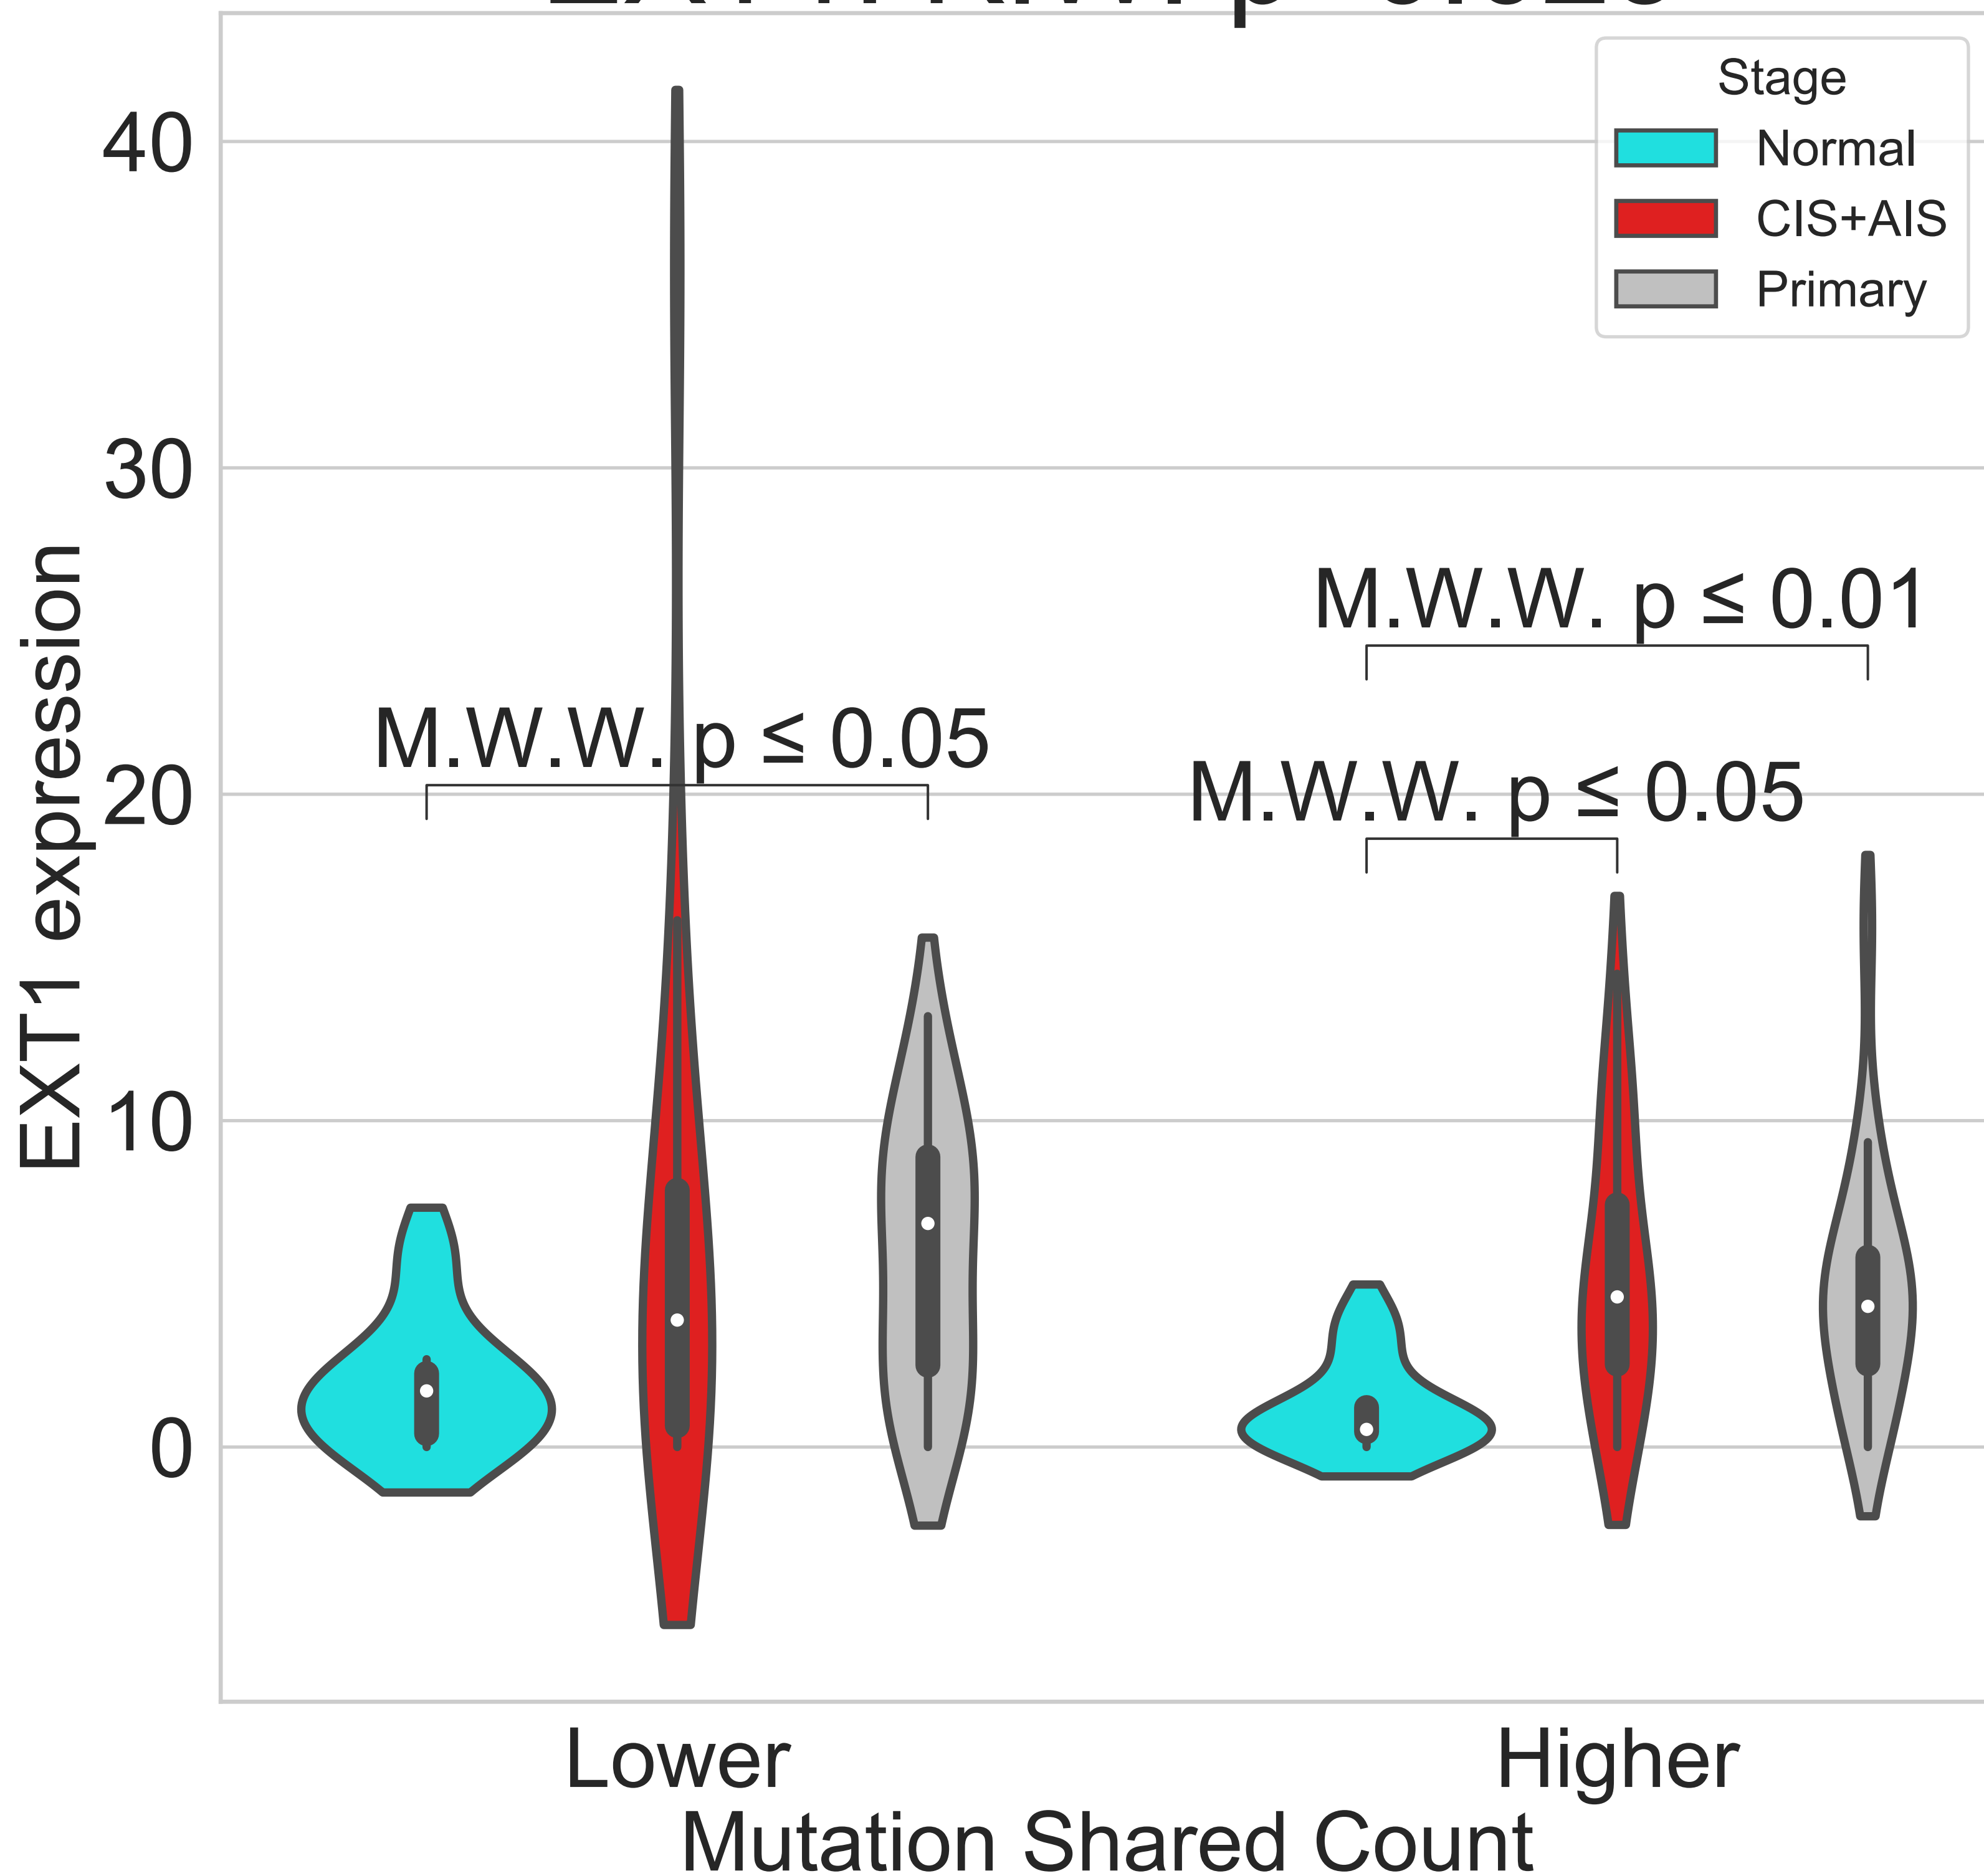 Stage
Normal
CIS+AIS
Primary
40
30
20
10
0
EXT1 expression
M.W.W. p ≤ 0.01
M.W.W. p ≤ 0.05
M.W.W. p ≤ 0.05
Lower
Higher
Mutation Shared Count